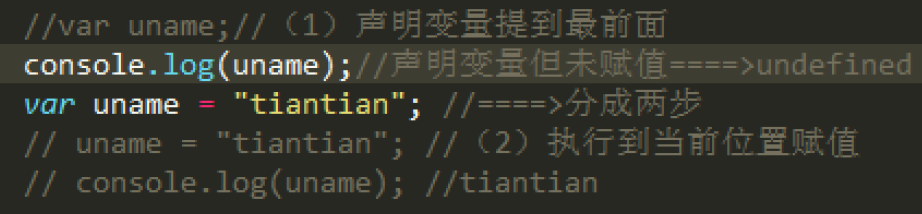 //var uname;//（1）声明变量提到最前面
console.log(uname);//声明变量但未赋值====>undefined
var uname = "tiantian"; //====>分成两步
// uname = "tiantian"; //（2）执行到当前位置赋值
// console.log(uname); //tiantian